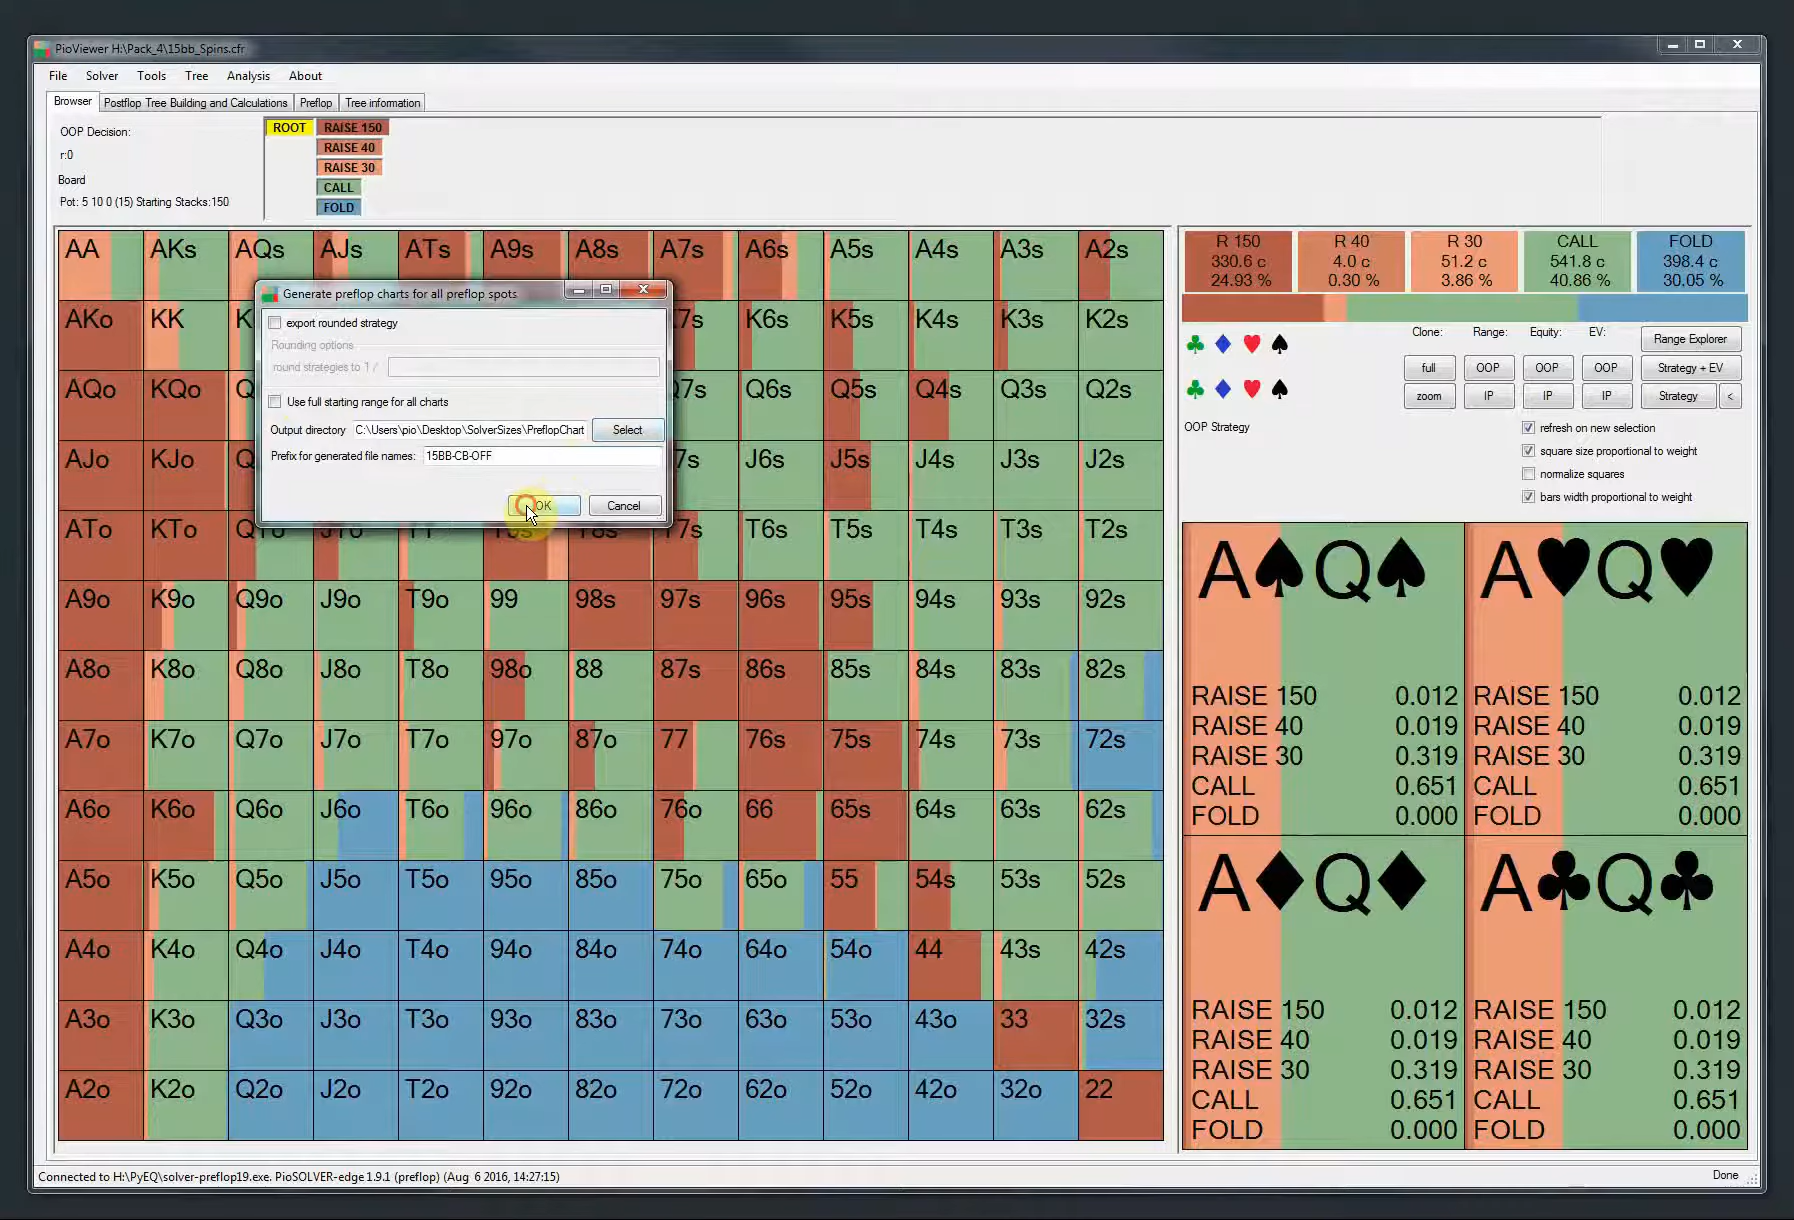 PioViewer H:\Pack_4\15bb_Spins.cfr
File Solver Tools Tree Analysis About
Browser Postflop Tree Building and Calculations Preflop Tree information
OOP Decision:
r:0
Board
Pot: 5 10 0 (15) Starting Stacks:150
ROOT RAISE 150
RAISE 40
RAISE 30
CALL
FOLD
AA AKs AQs AJs ATs A9s A8s A7s A6s A5s A4s A3s A2s
AKo KK K 7s K6s K5s K4s K3s K2s
AQo KQo Q Q7s Q6s Q5s Q4s Q3s Q2s
AJo KJo Q 7s J6s J5s J4s J3s J2s
ATo KTo QTo JTo TT T9s T8s 7s T6s T5s T4s T3s T2s
A9o K9o Q9o J9o T9o 99 98s 97s 96s 95s 94s 93s 92s
A8o K8o Q8o J8o T8o 98o 88 87s 86s 85s 84s 83s 82s
A7o K7o Q7o J7o T7o 97o 87o 77 76s 75s 74s 73s 72s
A6o K6o Q6o J6o T6o 96o 86o 76o 66 65s 64s 63s 62s
A5o K5o Q5o J5o T5o 95o 85o 75o 65o 55 54s 53s 52s
A4o K4o Q4o J4o T4o 94o 84o 74o 64o 54o 44 43s 42s
A3o K3o Q3o J3o T3o 93o 83o 73o 63o 53o 43o 33 32s
A2o K2o Q2o J2o T2o 92o 82o 72o 62o 52o 42o 32o 22
Generate preflop charts for all preflop spots
export rounded strategy
Rounding options
round strategies to 1 /
Use full starting range for all charts
Output directory C:\Users\pio\Desktop\SolverSizes\PreflopChart Select
Prefix for generated file names: 15BB-CB-OFF
OK Cancel
R 150 R 40 R 30 CALL FOLD
330.6 c 4.0 c 51.2 c 541.8 c 398.4 c
24.93 % 0.30 % 3.86 % 40.86 % 30.05 %
Clone: Range: Equity: EV: Range Explorer
full OOP OOP OOP Strategy + EV
zoom IP IP IP Strategy <
OOP Strategy
refresh on new selection
square size proportional to weight
normalize squares
bars width proportional to weight
A♠Q♠ A♥Q♥
RAISE 150 0.012 RAISE 150 0.012
RAISE 40 0.019 RAISE 40 0.019
RAISE 30 0.319 RAISE 30 0.319
CALL 0.651 CALL 0.651
FOLD 0.000 FOLD 0.000
A♦Q♦ A♣Q♣
RAISE 150 0.012 RAISE 150 0.012
RAISE 40 0.019 RAISE 40 0.019
RAISE 30 0.319 RAISE 30 0.319
CALL 0.651 CALL 0.651
FOLD 0.000 FOLD 0.000
Connected to H:\PyEQ\solver-preflop19.exe. PioSOLVER-edge 1.9.1 (preflop) (Aug 6 2016, 14:27:15) Done